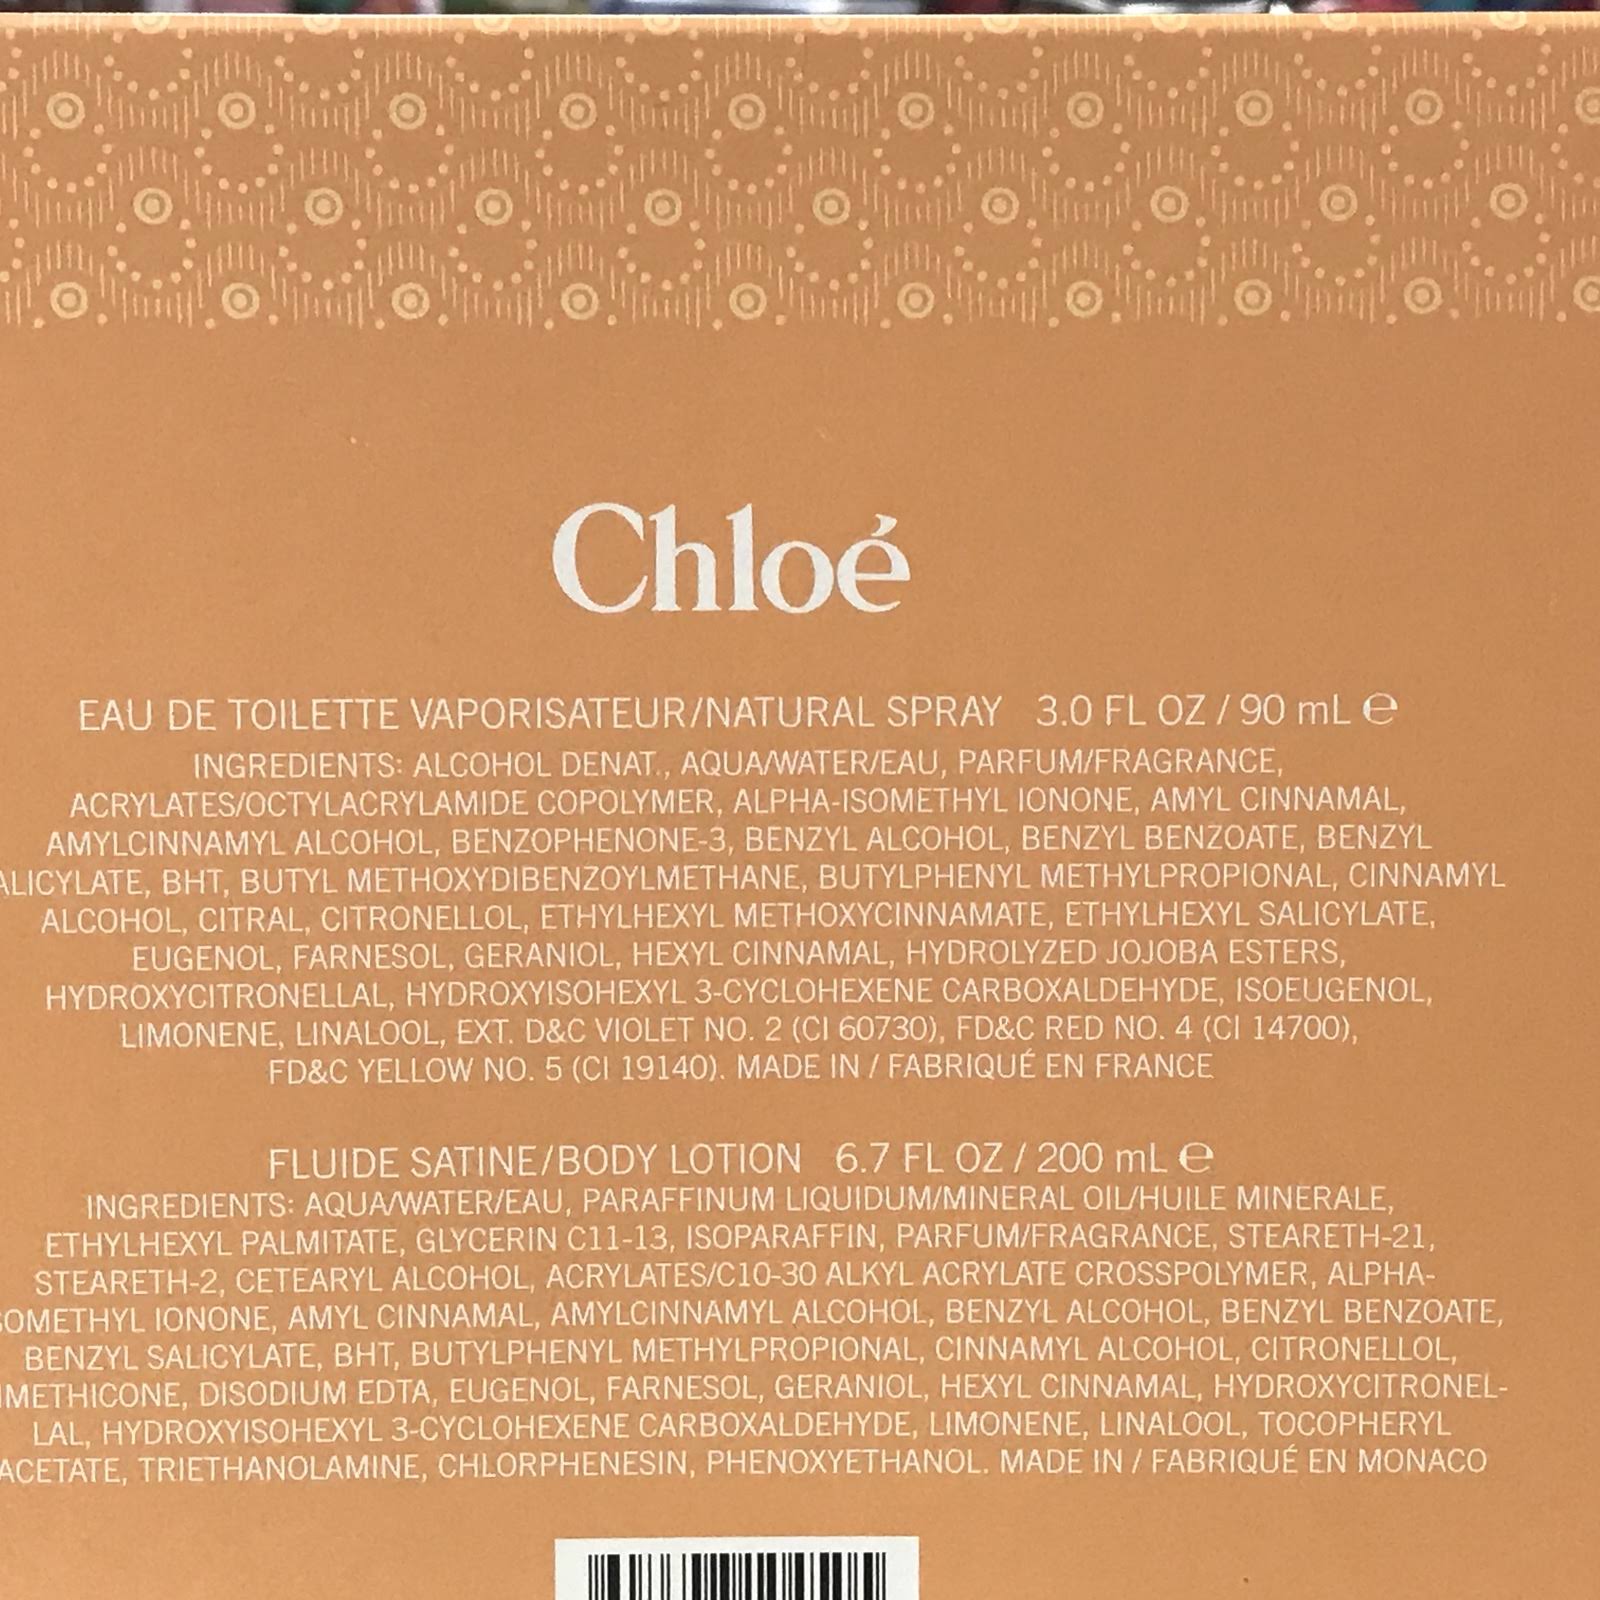 Chloé
EAU DE TOILETTE VAPORISATEUR/NATURAL SPRAY 3.0 FL OZ / 90 mL ℮
INGREDIENTS: ALCOHOL DENAT., AQUA/WATER/EAU, PARFUM/FRAGRANCE,
ACRYLATES/OCTYLACRYLAMIDE COPOLYMER, ALPHA-ISOMETHYL IONONE, AMYL CINNAMAL,
AMYLCINNAMYL ALCOHOL, BENZOPHENONE-3, BENZYL ALCOHOL, BENZYL BENZOATE, BENZYL
ALICYLATE, BHT, BUTYL METHOXYDIBENZOYLMETHANE, BUTYLPHENYL METHYLPROPIONAL, CINNAMYL
ALCOHOL, CITRAL, CITRONELLOL, ETHYLHEXYL METHOXYCINNAMATE, ETHYLHEXYL SALICYLATE,
EUGENOL, FARNESOL, GERANIOL, HEXYL CINNAMAL, HYDROLYZED JOJOBA ESTERS,
HYDROXYCITRONELLAL, HYDROXYISOHEXYL 3-CYCLOHEXENE CARBOXALDEHYDE, ISOEUGENOL,
LIMONENE, LINALOOL, EXT. D&C VIOLET NO. 2 (CI 60730), FD&C RED NO. 4 (CI 14700),
FD&C YELLOW NO. 5 (CI 19140). MADE IN / FABRIQUÉ EN FRANCE
FLUIDE SATINE/BODY LOTION 6.7 FL OZ / 200 mL ℮
INGREDIENTS: AQUA/WATER/EAU, PARAFFINUM LIQUIDUM/MINERAL OIL/HUILE MINERALE,
ETHYLHEXYL PALMITATE, GLYCERIN C11-13, ISOPARAFFIN, PARFUM/FRAGRANCE, STEARETH-21,
STEARETH-2, CETEARYL ALCOHOL, ACRYLATES/C10-30 ALKYL ACRYLATE CROSSPOLYMER, ALPHA-
SOMETHYL IONONE, AMYL CINNAMAL, AMYLCINNAMYL ALCOHOL, BENZYL ALCOHOL, BENZYL BENZOATE,
BENZYL SALICYLATE, BHT, BUTYLPHENYL METHYLPROPIONAL, CINNAMYL ALCOHOL, CITRONELLOL,
IMETHICONE, DISODIUM EDTA, EUGENOL, FARNESOL, GERANIOL, HEXYL CINNAMAL, HYDROXYCITRONEL-
LAL, HYDROXYISOHEXYL 3-CYCLOHEXENE CARBOXALDEHYDE, LIMONENE, LINALOOL, TOCOPHERYL
ACETATE, TRIETHANOLAMINE, CHLORPHENESIN, PHENOXYETHANOL. MADE IN / FABRIQUÉ EN MONACO